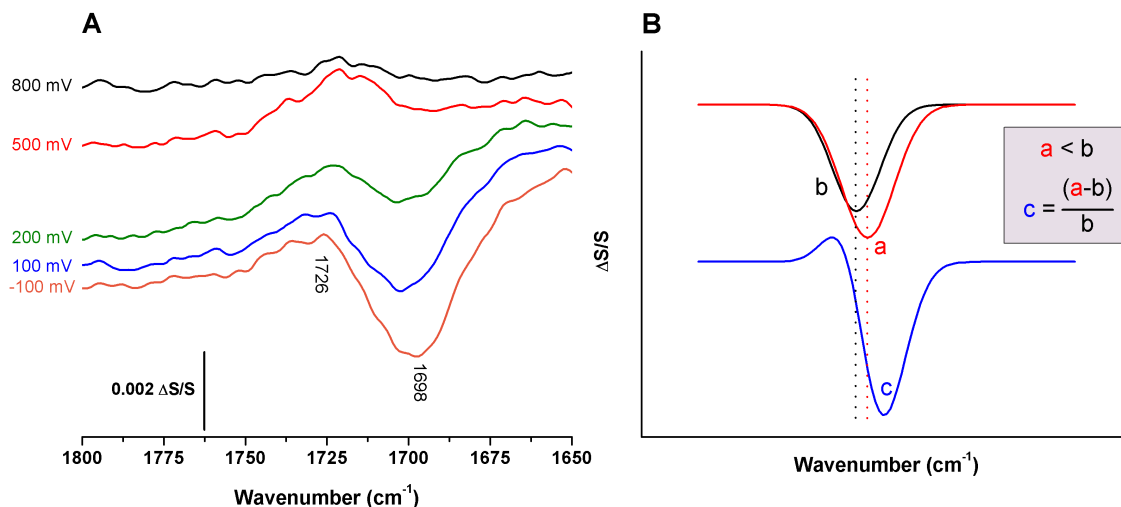 A
800 mV
500 mV
200 mV
100 mV
-100 mV
1726
1698
0.002 ΔS/S
1800 1775 1750 1725 1700 1675 1650
Wavenumber (cm⁻¹)
B
ΔS/S
b
a
c
a < b
c = (a-b)
b
Wavenumber (cm⁻¹)